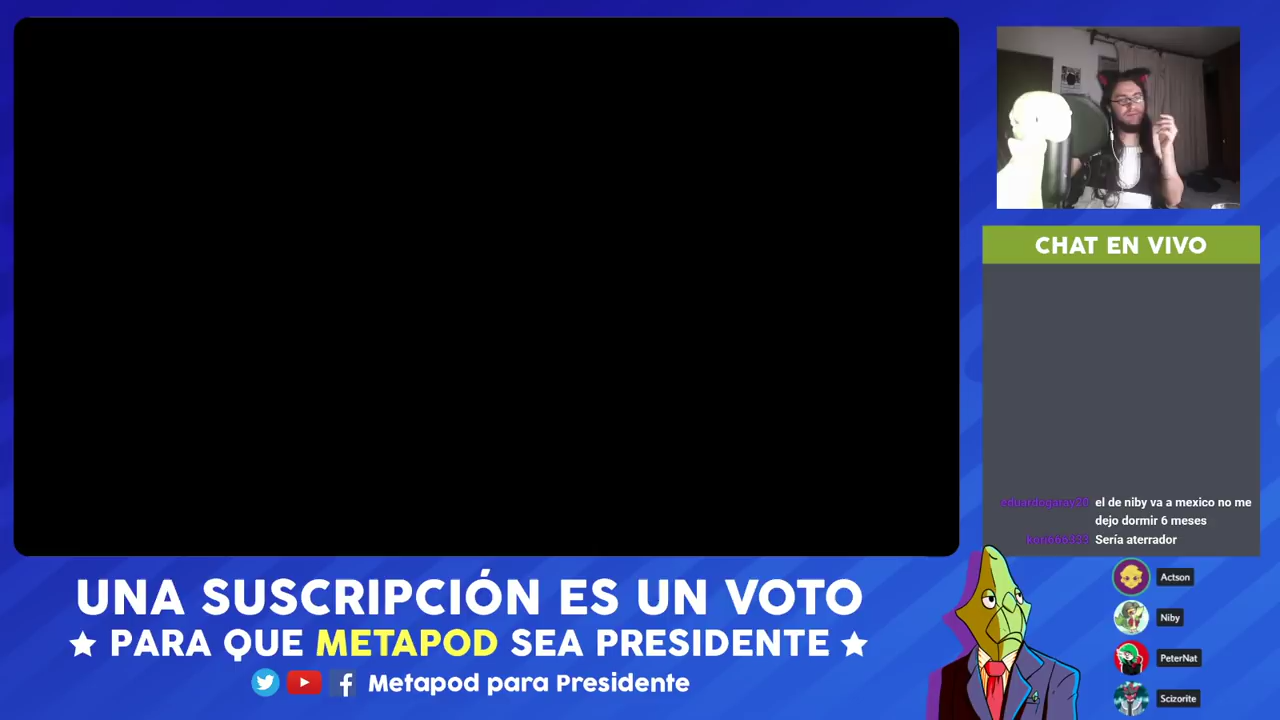 CHAT EN VIVO
eduardogaray20 el de niby va a mexico no me
dejo dormir 6 meses
Sería aterrador
UNA SUSCRIPCIÓN ES UN VOTO
★ PARA QUE METAPOD SEA PRESIDENTE ★
Metapod para Presidente
Actson
Niby
PeterNat
Scizorite